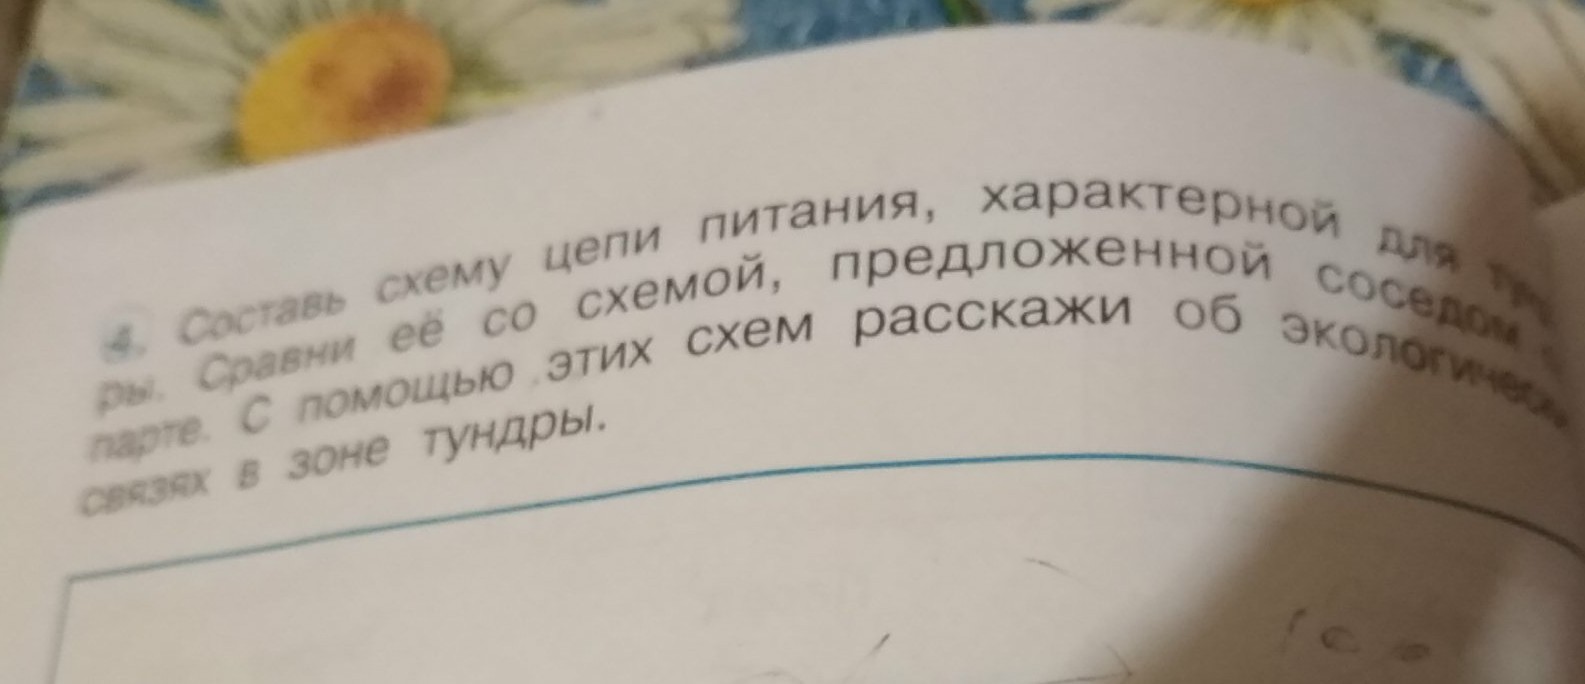 4. Составь схему цепи питания, характерной для
ры. Сравни её со схемой, предложенной соседом
парте. С помощью этих схем расскажи об
связях в зоне тундры.